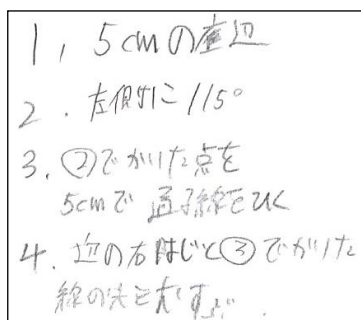 1, 5cmの底辺
2. 左側に115°
3. ②でかいた点を
5cmで通る線をひく
4. 辺の右はじと③でかいた
線の先をむすぶ.